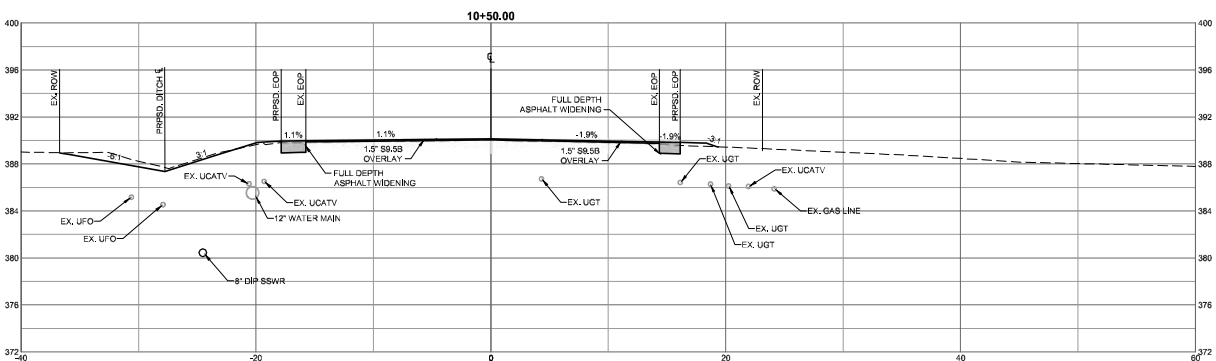 10+50.00
400
400
396
396
392
392
388
388
384
384
380
380
376
376
372
372
-40
-20
0
20
40
60
EX. ROW
PRPSD. DITCH ℄
PRPSD. EOP
EX. EOP
℄
EX. EOP
PRPSD. EOP
EX. ROW
FULL DEPTH
ASPHALT WIDENING
-6:1
3:1
1.1%
1.1%
-1.9%
-1.9%
-3:1
1.5" S9.5B
OVERLAY
1.5" S9.5B
OVERLAY
FULL DEPTH
ASPHALT WIDENING
EX. UCATV
EX. UCATV
12" WATER MAIN
EX. UFO
EX. UFO
8" DIP SSWR
EX. UGT
EX. UGT
EX. UCATV
EX. GAS LINE
EX. UGT
EX. UGT